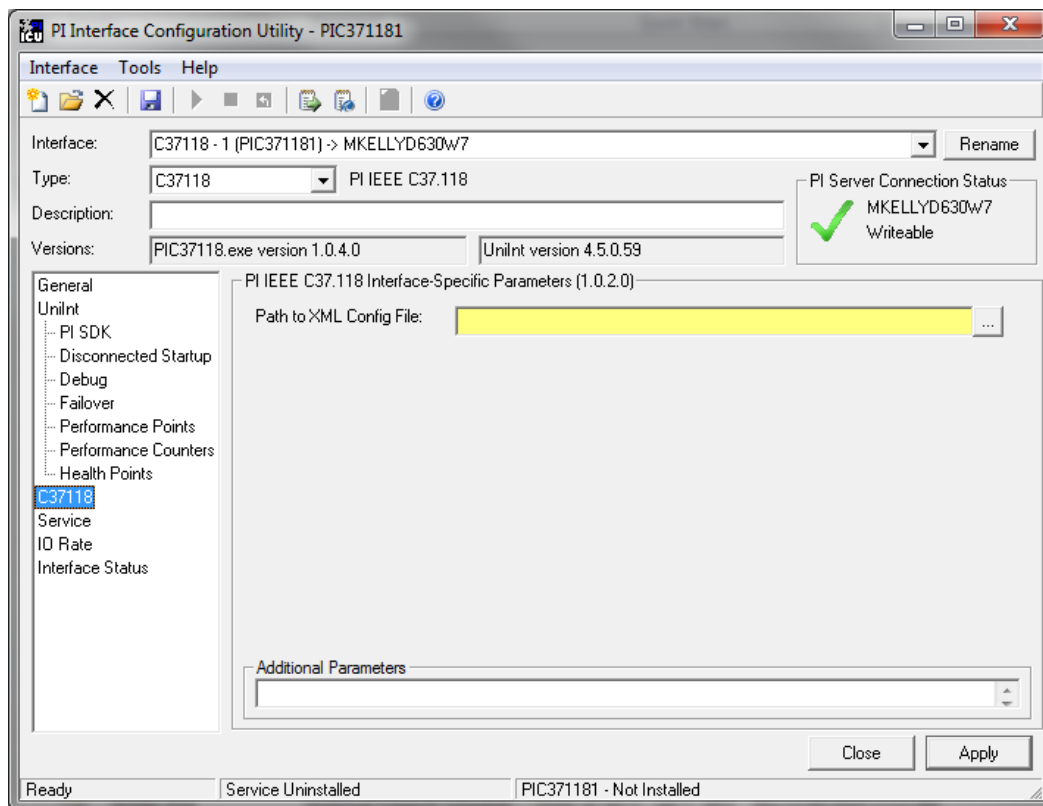 PI Interface Configuration Utility - PIC371181
Interface Tools Help
Interface: C37118 - 1 (PIC371181) -> MKELLYD630W7 Rename
Type: C37118 PI IEEE C37.118
PI Server Connection Status
MKELLYD630W7
Writeable
Description:
Versions: PIC37118.exe version 1.0.4.0 UniInt version 4.5.0.59
General
UniInt
PI SDK
Disconnected Startup
Debug
Failover
Performance Points
Performance Counters
Health Points
C37118
Service
IO Rate
Interface Status
PI IEEE C37.118 Interface-Specific Parameters (1.0.2.0)
Path to XML Config File: ...
Additional Parameters
Close Apply
Ready Service Uninstalled PIC371181 - Not Installed